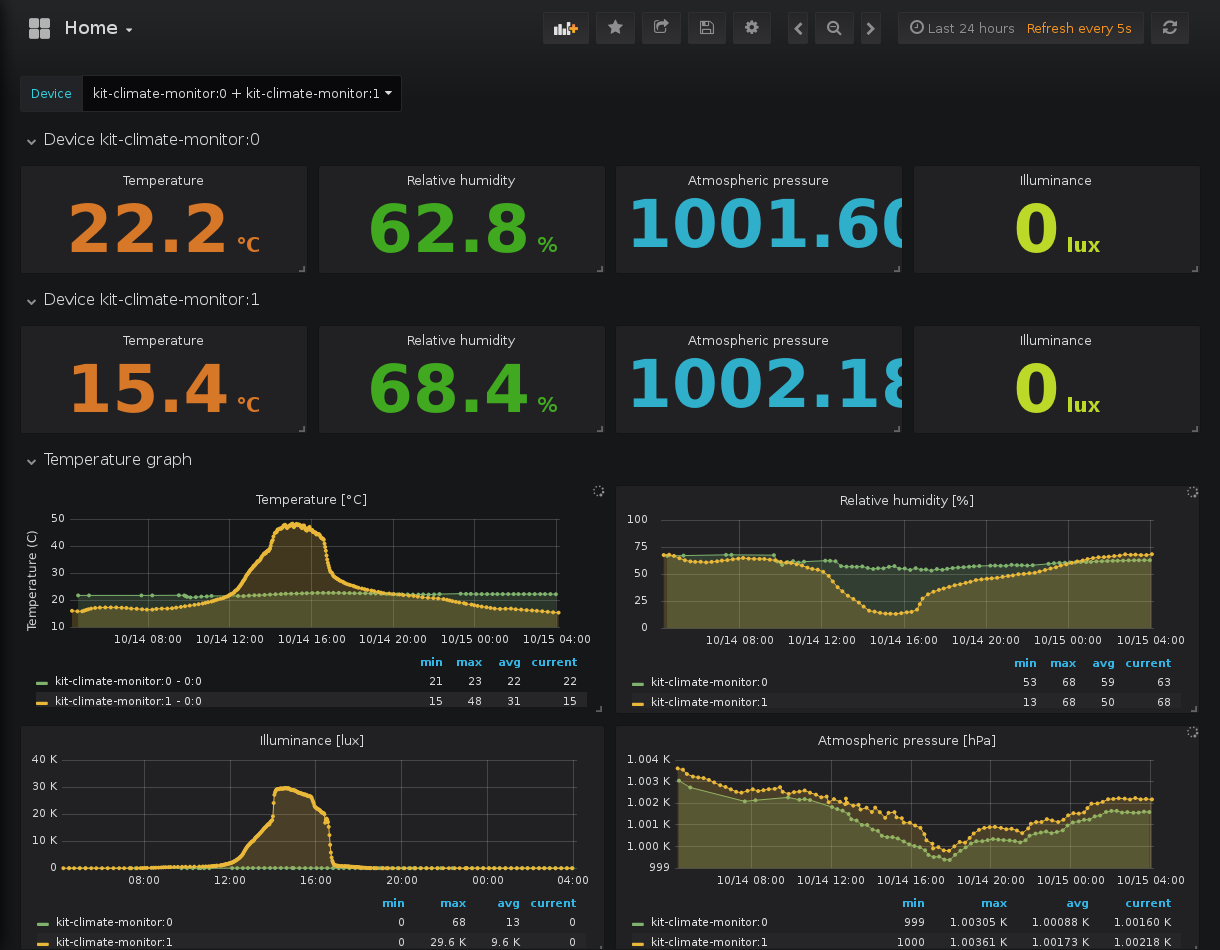 Home
Last 24 hours Refresh every 5s
Device kit-climate-monitor:0 + kit-climate-monitor:1
Device kit-climate-monitor:0
Temperature Relative humidity Atmospheric pressure Illuminance
22.2 °C 62.8 % 1001.60 0 lux
Device kit-climate-monitor:1
Temperature Relative humidity Atmospheric pressure Illuminance
15.4 °C 68.4 % 1002.18 0 lux
Temperature graph
Temperature [°C]
Temperature (C)
50
40
30
20
10
10/14 08:00 10/14 12:00 10/14 16:00 10/14 20:00 10/15 00:00 10/15 04:00
min max avg current
kit-climate-monitor:0 - 0:0 21 23 22 22
kit-climate-monitor:1 - 0:0 15 48 31 15
Relative humidity [%]
100
75
50
25
0
10/14 08:00 10/14 12:00 10/14 16:00 10/14 20:00 10/15 00:00 10/15 04:00
min max avg current
kit-climate-monitor:0 53 68 59 63
kit-climate-monitor:1 13 68 50 68
Illuminance [lux]
40 K
30 K
20 K
10 K
0
08:00 12:00 16:00 20:00 00:00 04:00
min max avg current
kit-climate-monitor:0 0 68 13 0
kit-climate-monitor:1 0 29.6 K 9.6 K 0
Atmospheric pressure [hPa]
1.004 K
1.003 K
1.002 K
1.001 K
1.000 K
999
10/14 08:00 10/14 12:00 10/14 16:00 10/14 20:00 10/15 00:00 10/15 04:00
min max avg current
kit-climate-monitor:0 999 1.00305 K 1.00088 K 1.00160 K
kit-climate-monitor:1 1000 1.00361 K 1.00173 K 1.00218 K